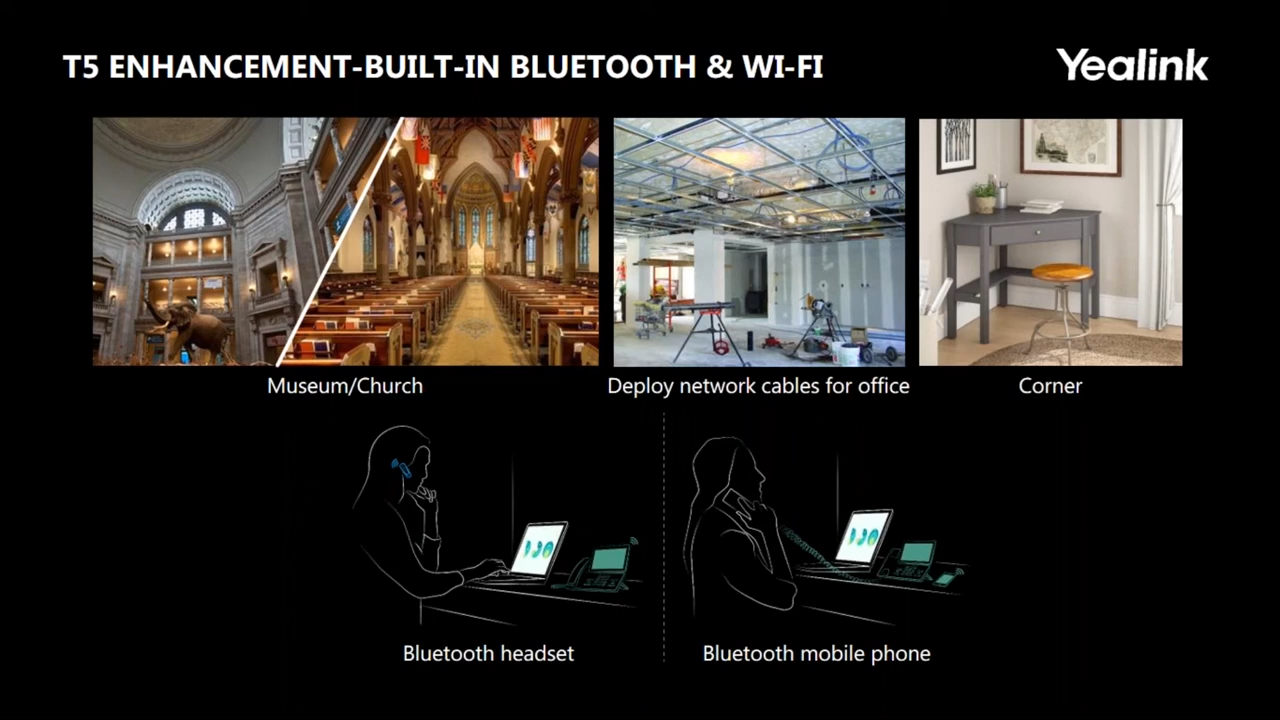 T5 ENHANCEMENT-BUILT-IN BLUETOOTH & WI-FI
Yealink
Museum/Church
Deploy network cables for office
Corner
Bluetooth headset
Bluetooth mobile phone